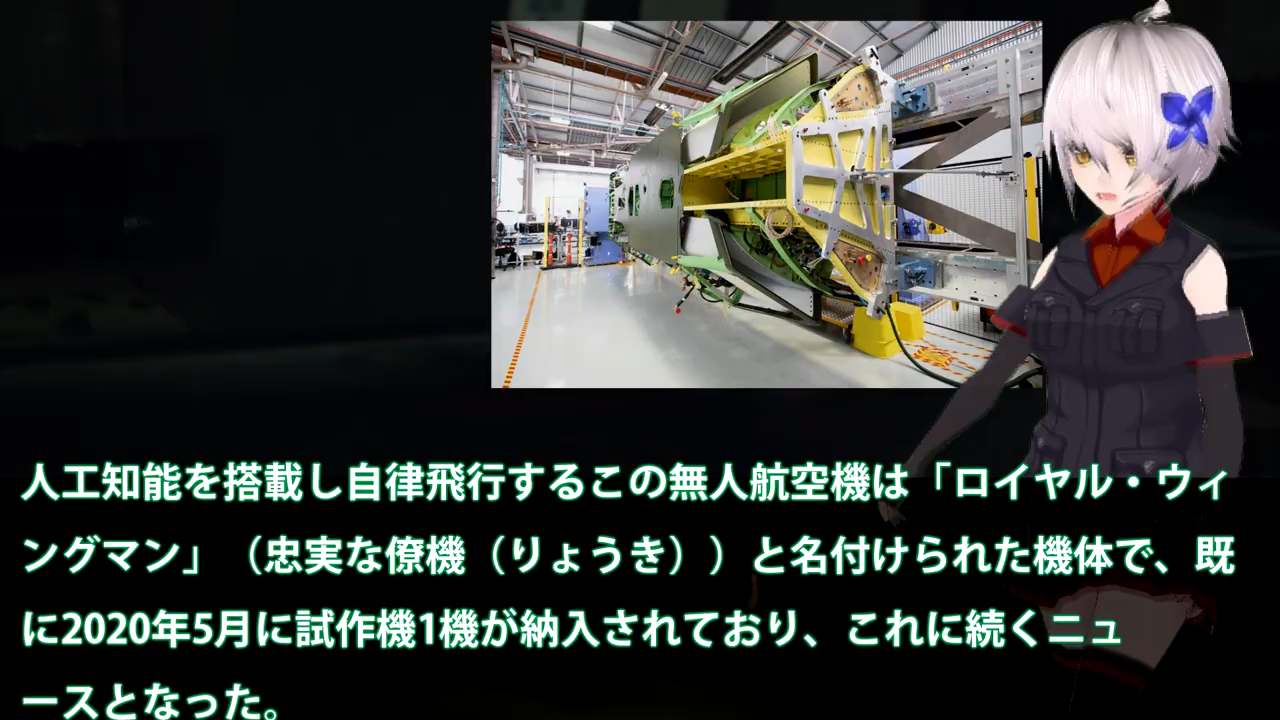 人工知能を搭載し自律飛行するこの無人航空機は「ロイヤル・ウィ
ングマン」（忠実な僚機（りょうき））と名付けられた機体で、既
に2020年5月に試作機1機が納入されており、これに続くニュ
ースとなった。